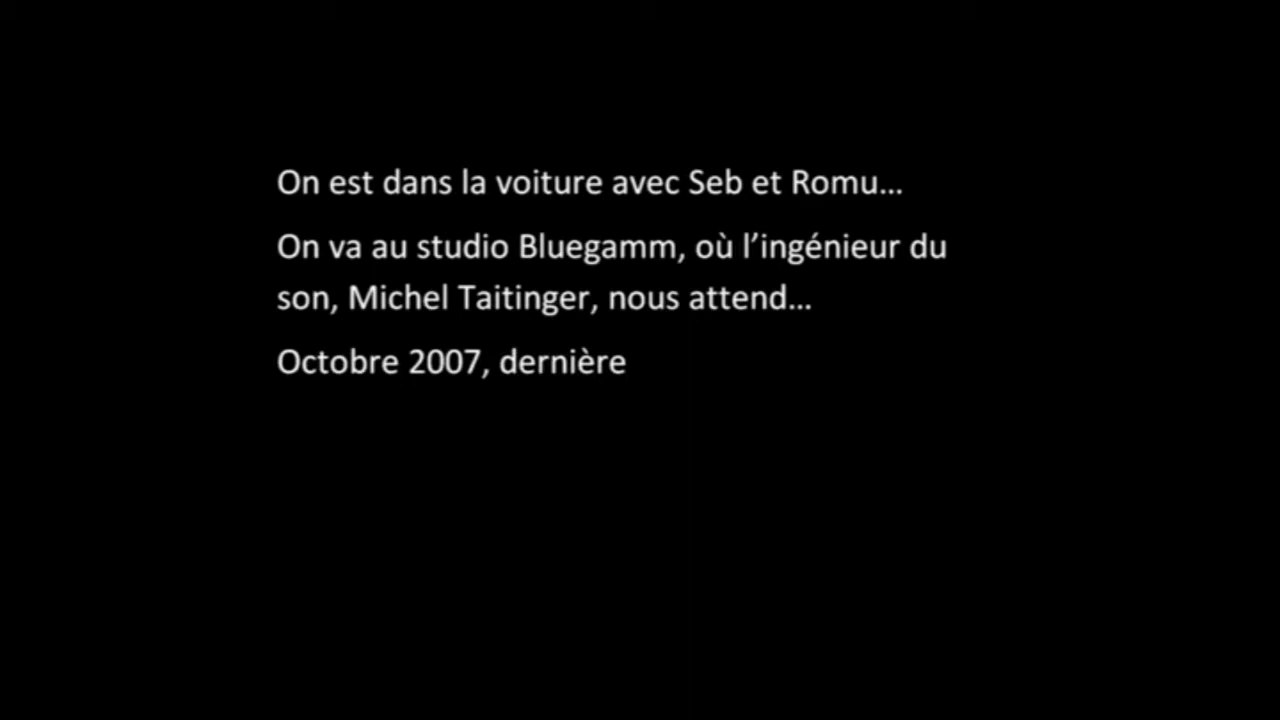 On est dans la voiture avec Seb et Romu…
On va au studio Bluegamm, où l’ingénieur du
son, Michel Taitinger, nous attend…
Octobre 2007, dernière